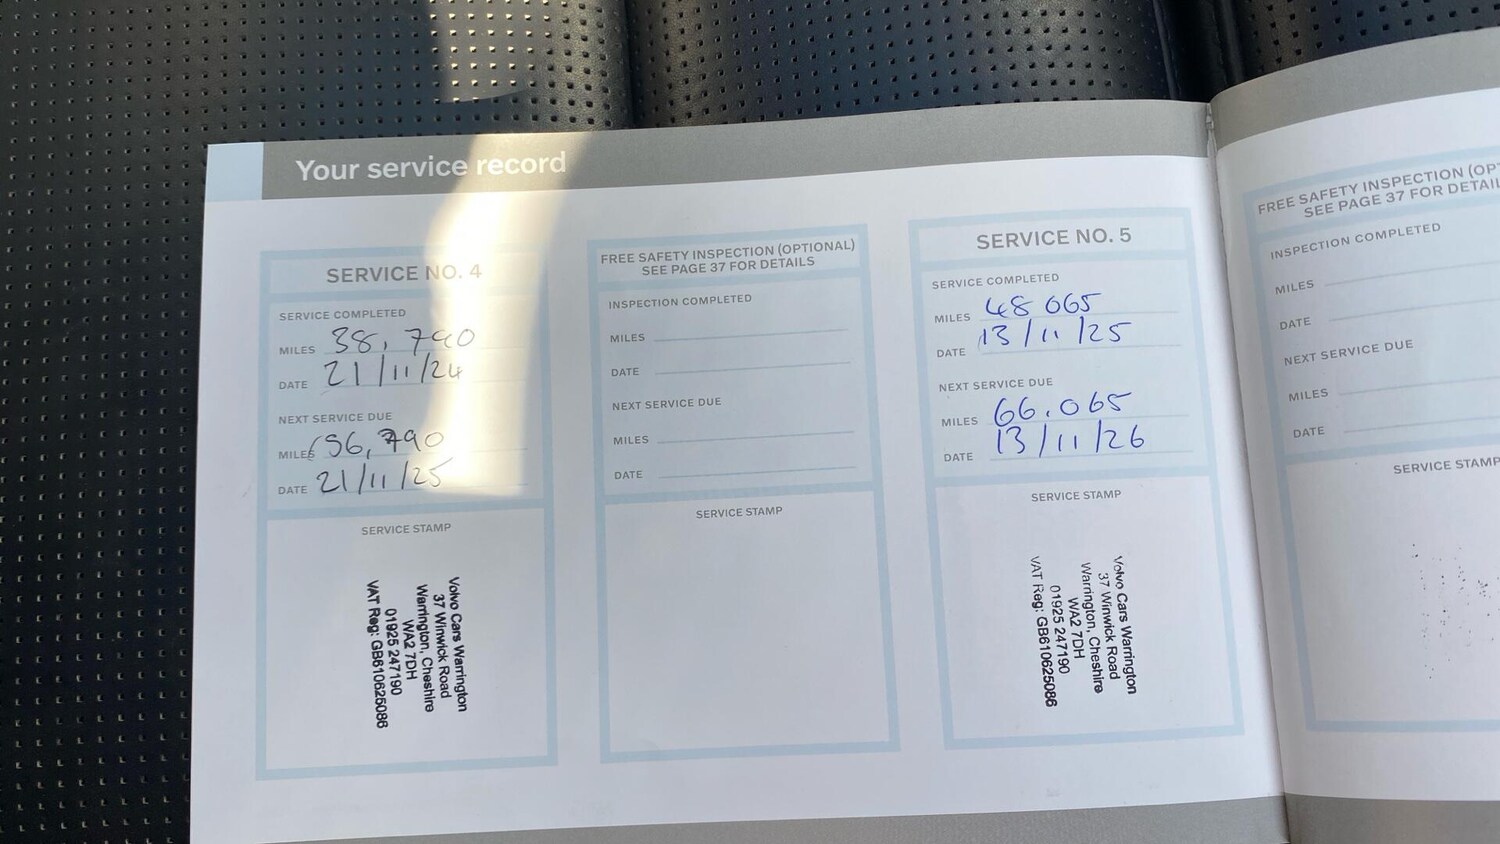 Your service record
SERVICE NO. 4
SERVICE COMPLETED
MILES 38,790
DATE 21/11/24
NEXT SERVICE DUE
MILES 56,790
DATE 21/11/25
SERVICE STAMP
Volvo Cars Warrington
37 Winwick Road
Warrington, Cheshire
WA2 7DH
01925 247190
VAT Reg: GB610625086
FREE SAFETY INSPECTION (OPTIONAL)
SEE PAGE 37 FOR DETAILS
INSPECTION COMPLETED
MILES
DATE
NEXT SERVICE DUE
MILES
DATE
SERVICE STAMP
SERVICE NO. 5
SERVICE COMPLETED
MILES 48 065
DATE 13/11/25
NEXT SERVICE DUE
MILES 66.065
DATE 13/11/26
SERVICE STAMP
Volvo Cars Warrington
37 Winwick Road
Warrington, Cheshire
WA2 7DH
01925 247190
VAT Reg: GB610625086
FREE SAFETY INSPECTION (OP
SEE PAGE 37 FOR DETAIL
INSPECTION COMPLETED
MILES
DATE
NEXT SERVICE DUE
MILES
DATE
SERVICE STAMP